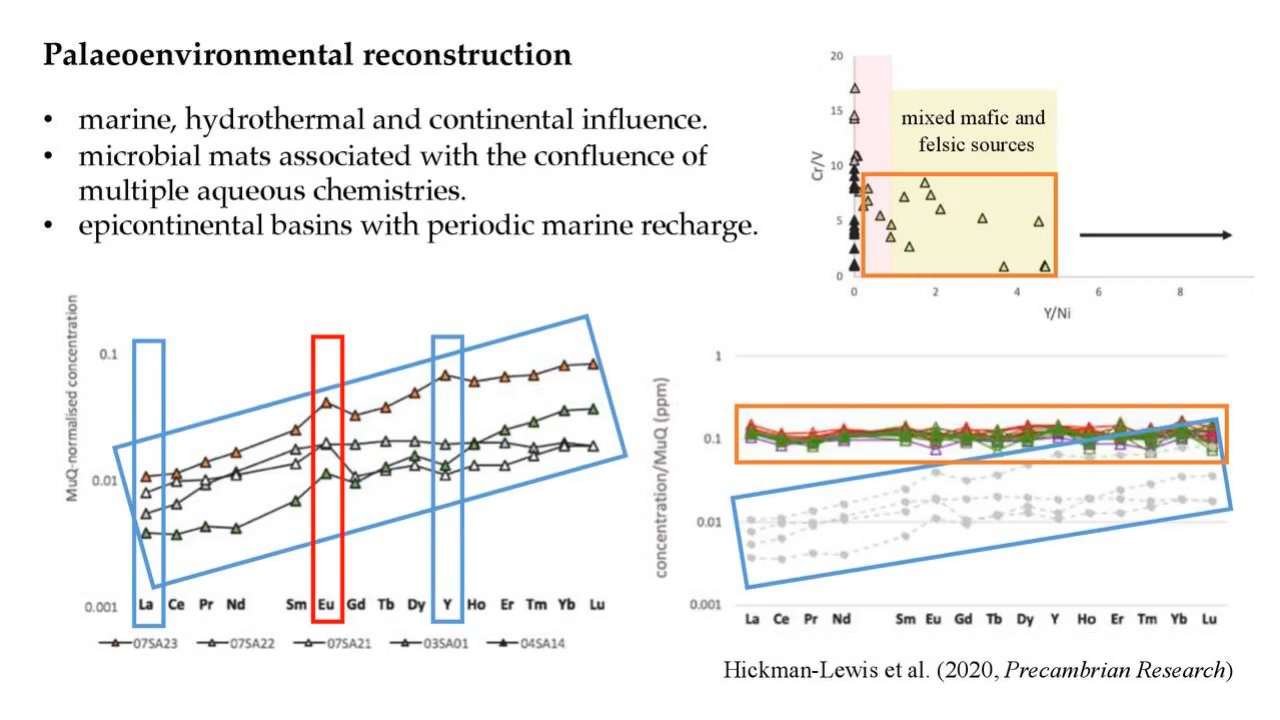 Palaeoenvironmental reconstruction
• marine, hydrothermal and continental influence.
• microbial mats associated with the confluence of
multiple aqueous chemistries.
• epicontinental basins with periodic marine recharge.
20
15
10
5
0
Cr/V
mixed mafic and
felsic sources
0 2 4 6 8
Y/Ni
MuQ-normalised concentration
0.1
0.01
0.001
La Ce Pr Nd Sm Eu Gd Tb Dy Y Ho Er Tm Yb Lu
07SA23 07SA22 07SA21 03SA01 04SA14
concentration/MuQ (ppm)
1
0.1
0.01
0.001
La Ce Pr Nd Sm Eu Gd Tb Dy Y Ho Er Tm Yb Lu
Hickman-Lewis et al. (2020, Precambrian Research)